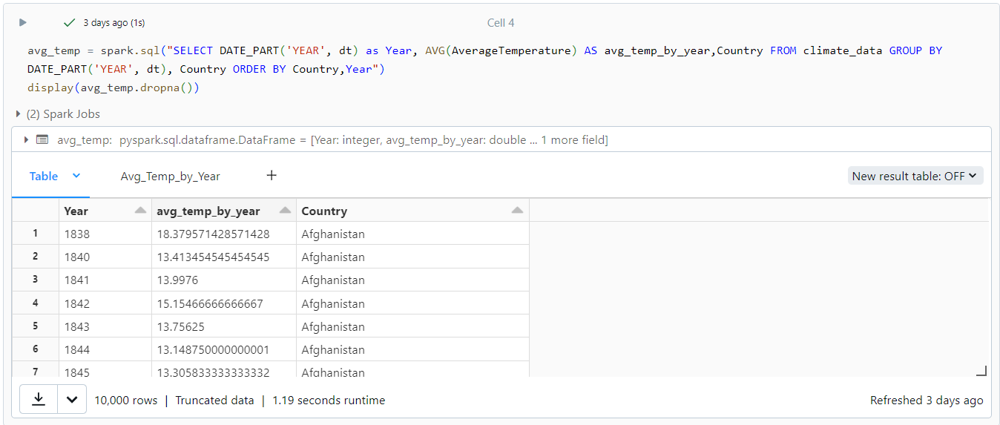 3 days ago (1s)
Cell 4
avg_temp = spark.sql("SELECT DATE_PART('YEAR', dt) as Year, AVG(AverageTemperature) AS avg_temp_by_year,Country FROM climate_data GROUP BY
DATE_PART('YEAR', dt), Country ORDER BY Country,Year")
display(avg_temp.dropna())
(2) Spark Jobs
avg_temp: pyspark.sql.dataframe.DataFrame = [Year: integer, avg_temp_by_year: double ... 1 more field]
Table Avg_Temp_by_Year + New result table: OFF
Year avg_temp_by_year Country
1 1838 18.379571428571428 Afghanistan
2 1840 13.413454545454545 Afghanistan
3 1841 13.9976 Afghanistan
4 1842 15.15466666666667 Afghanistan
5 1843 13.75625 Afghanistan
6 1844 13.148750000000001 Afghanistan
7 1845 13.305833333333332 Afghanistan
10,000 rows | Truncated data | 1.19 seconds runtime Refreshed 3 days ago